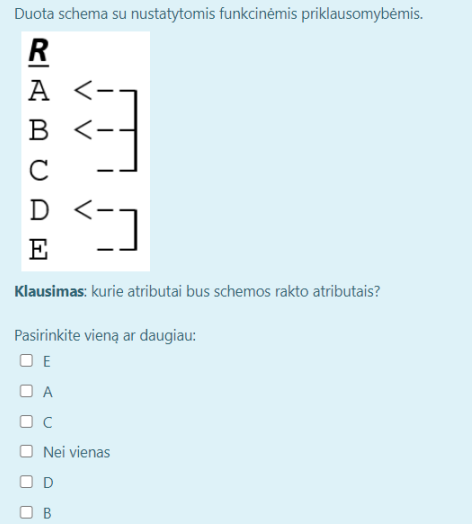 Duota schema su nustatytomis funkcinėmis priklausomybėmis.
R
A <--
B <--
C --
D <--
E --
Klausimas: kurie atributai bus schemos rakto atributais?
Pasirinkite vieną ar daugiau:
E
A
C
Nei vienas
D
B